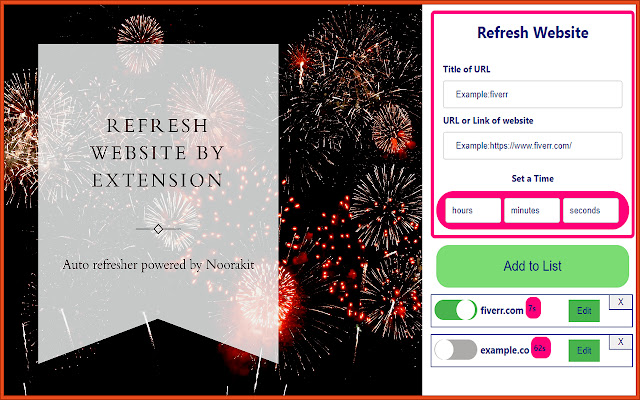 REFRESH
WEBSITE BY
EXTENSION
Auto refresher powered by Noorakit
Refresh Website
Title of URL
Example:fiverr
URL or Link of website
Example:https://www.fiverr.com/
Set a Time
hours minutes seconds
Add to List
fiverr.com 7s Edit X
example.co 62s Edit X